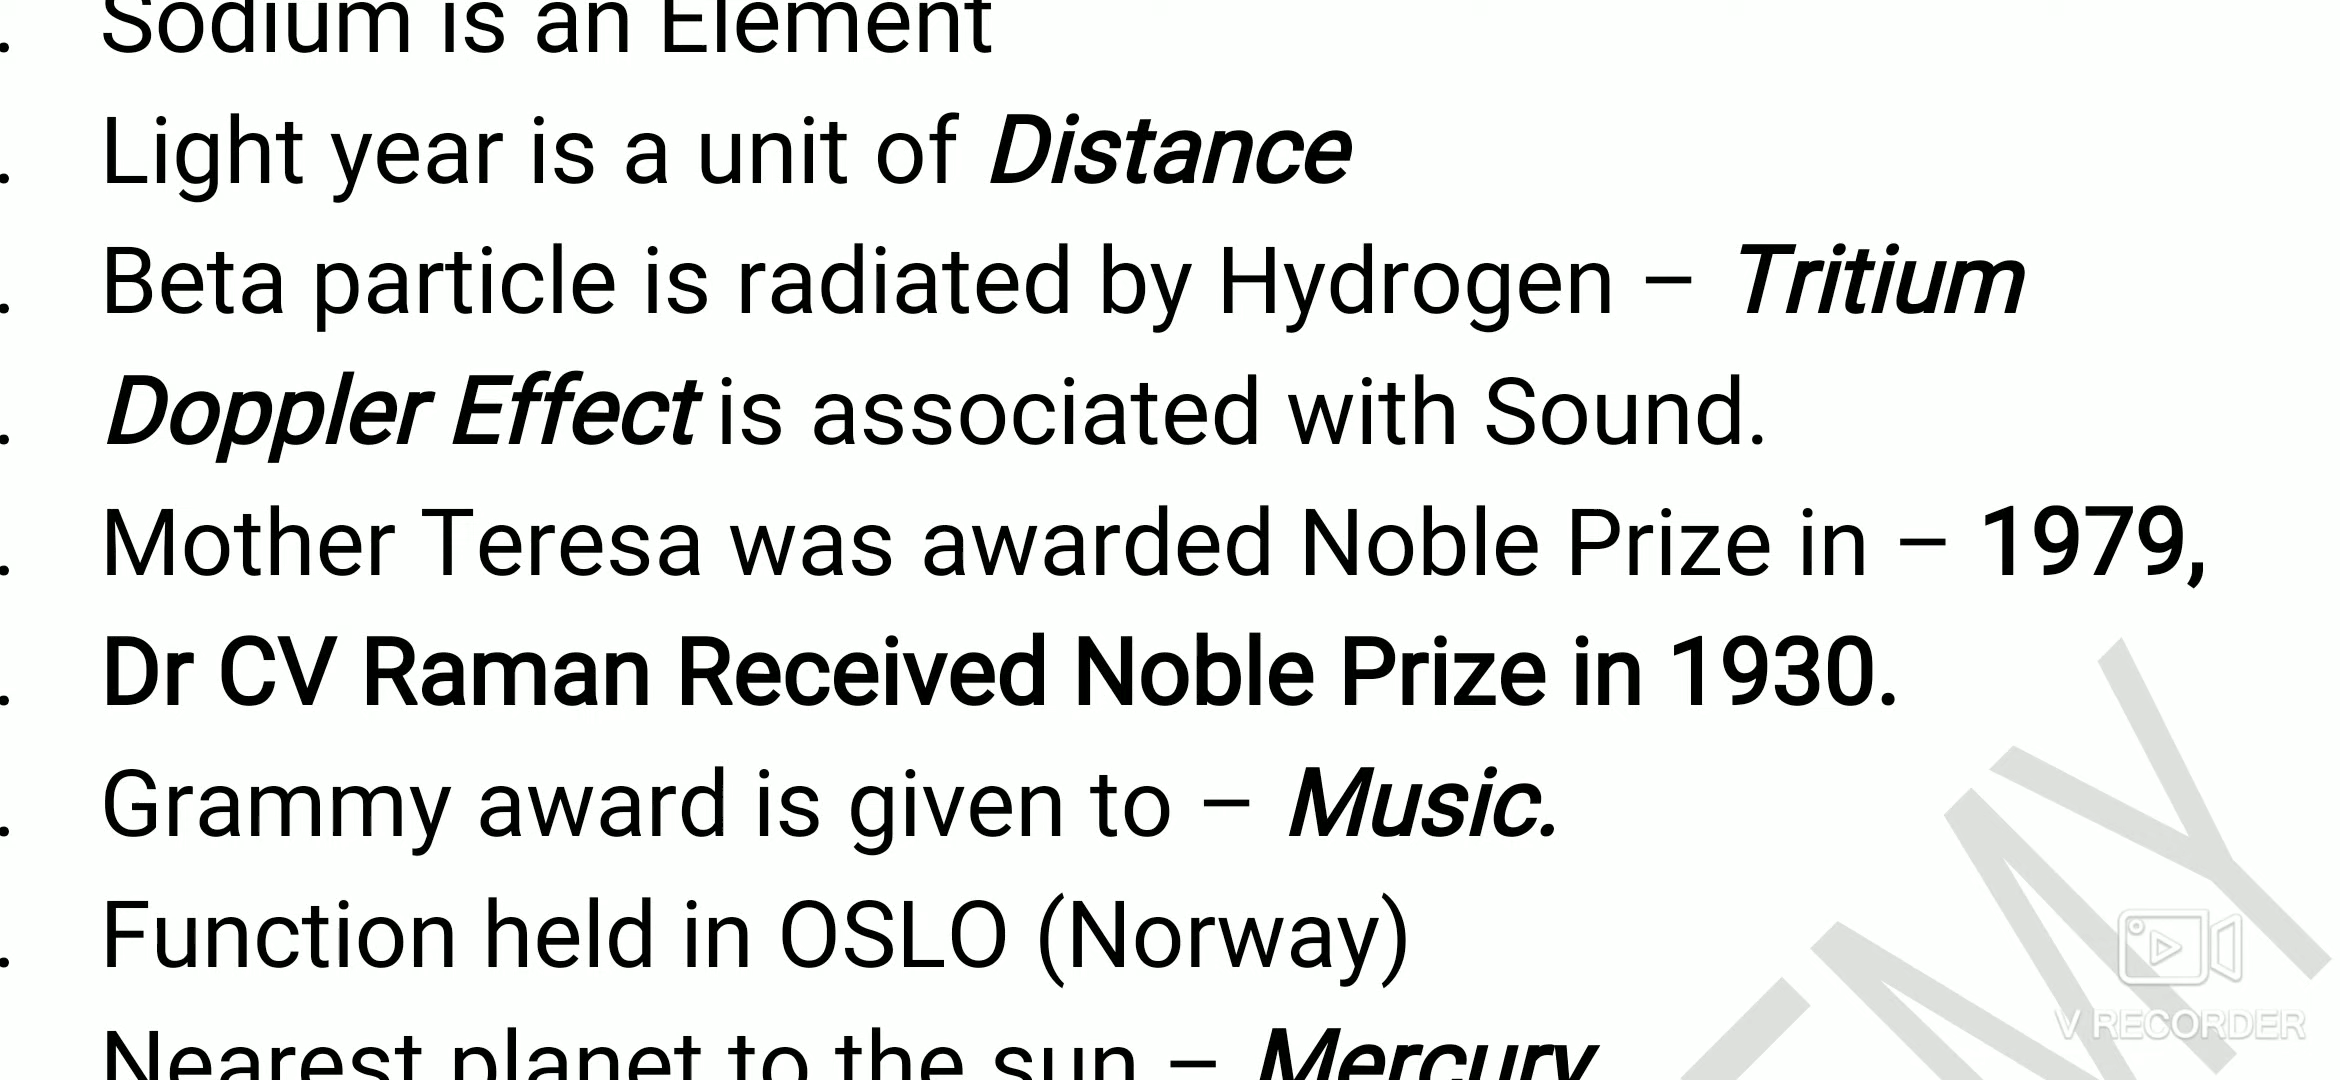 . Sodium is an Element
. Light year is a unit of Distance
. Beta particle is radiated by Hydrogen – Tritium
. Doppler Effect is associated with Sound.
. Mother Teresa was awarded Noble Prize in – 1979,
. Dr CV Raman Received Noble Prize in 1930.
. Grammy award is given to – Music.
. Function held in OSLO (Norway)
Nearest planet to the sun – Mercury
V RECORDER